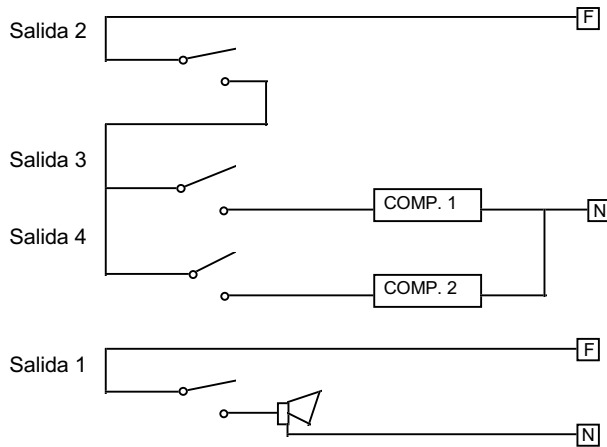 F
Salida 2
Salida 3
COMP. 1
N
Salida 4
COMP. 2
F
Salida 1
N